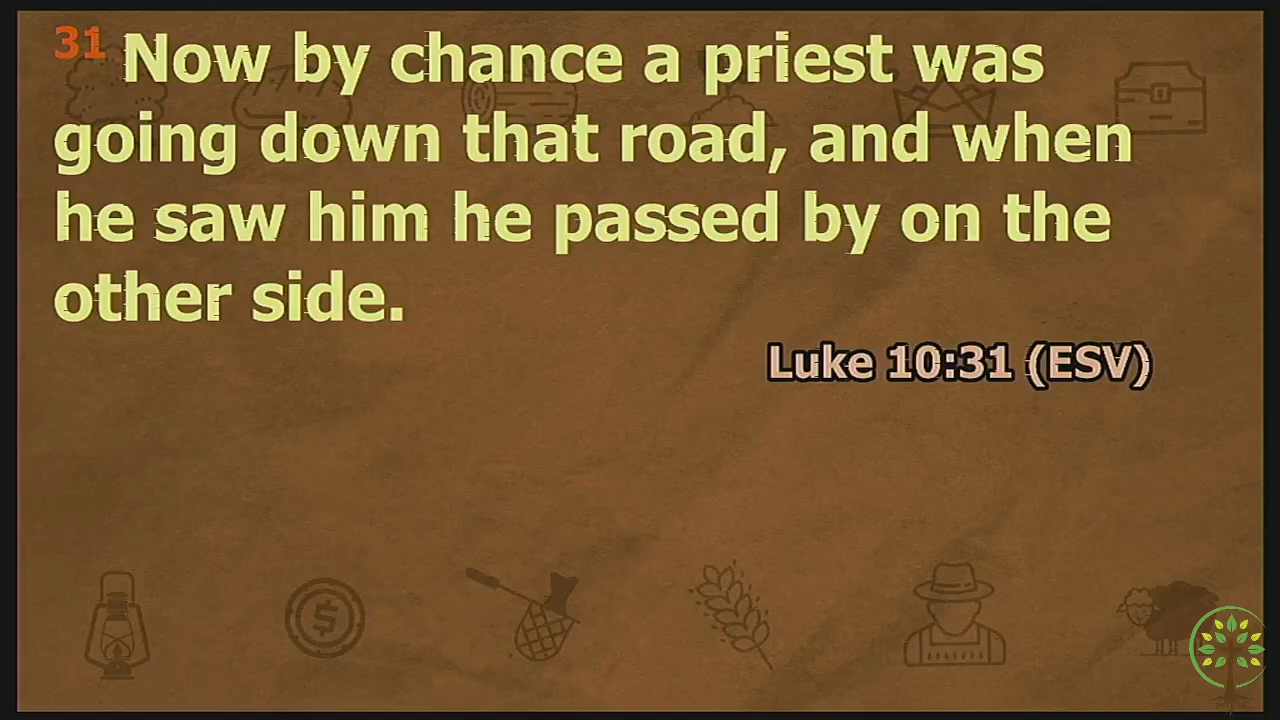 31 Now by chance a priest was
going down that road, and when
he saw him he passed by on the
other side.
Luke 10:31 (ESV)
$